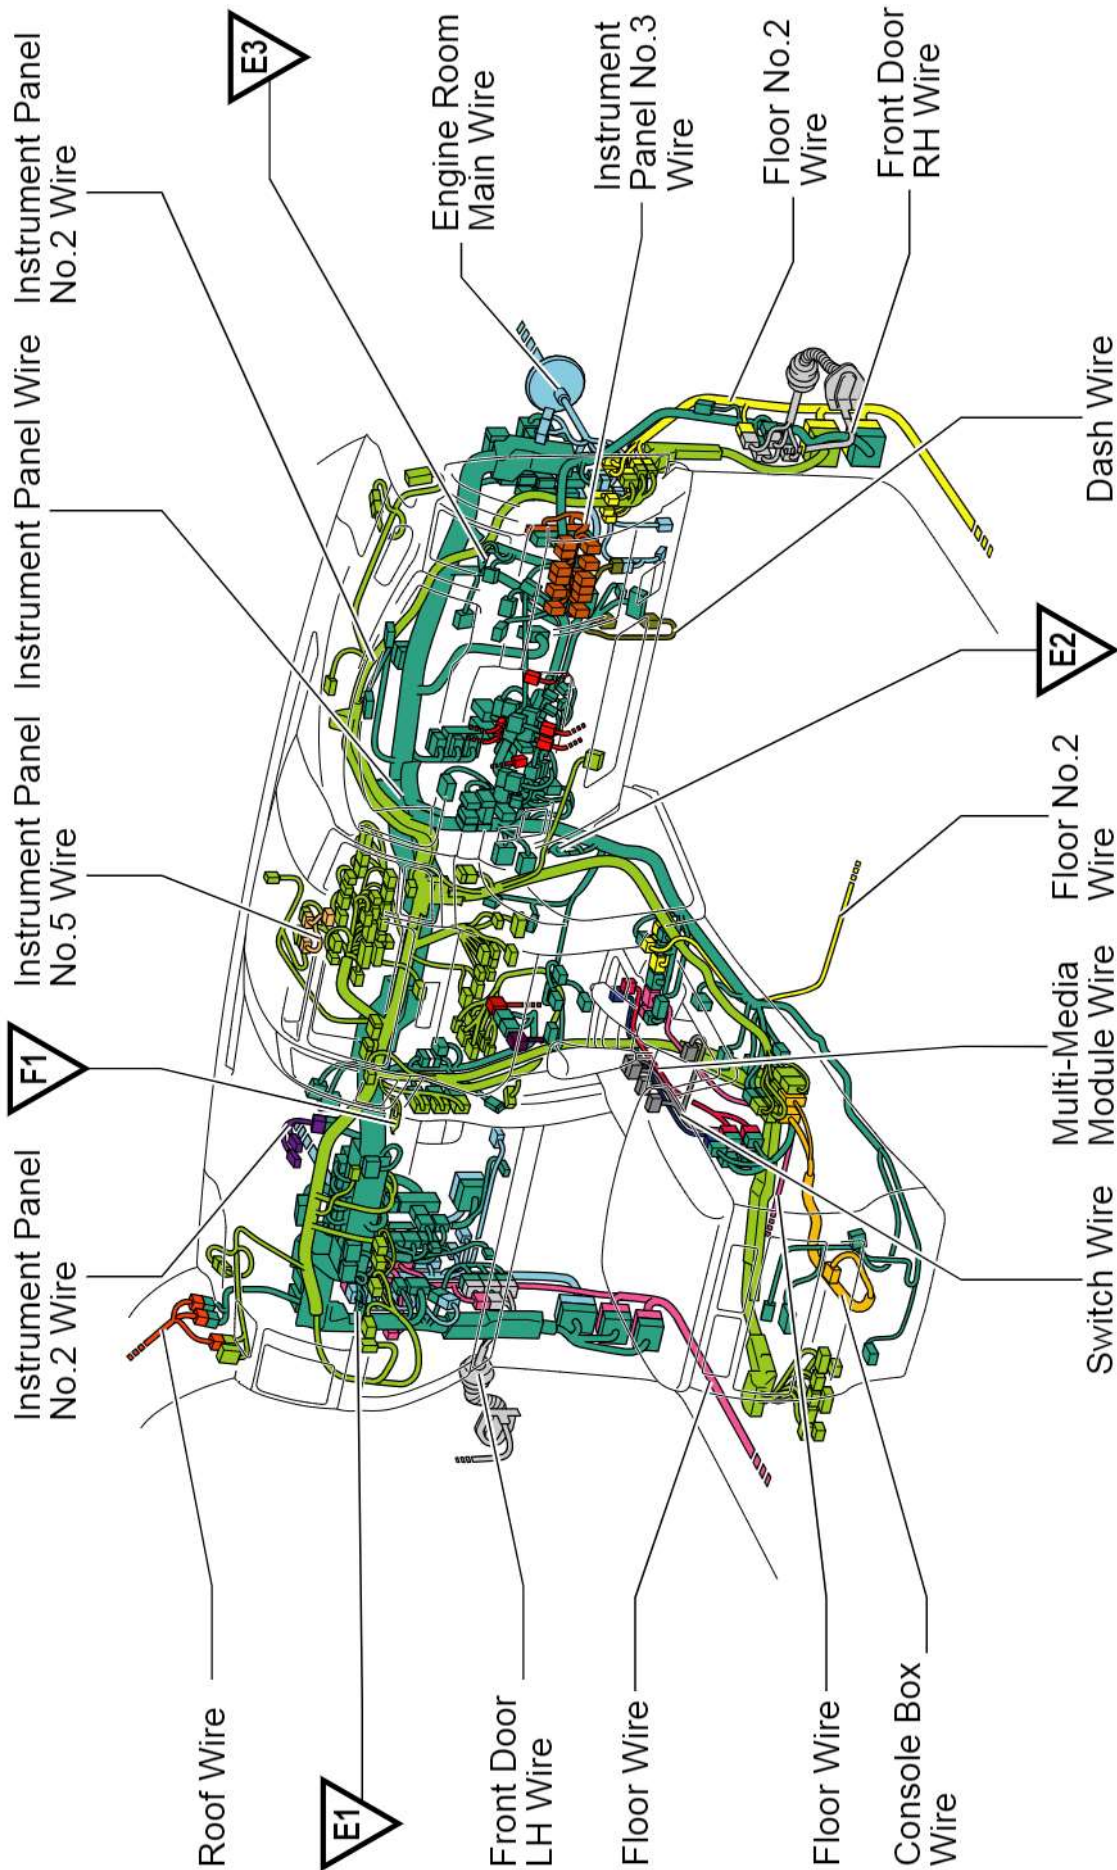 Roof Wire
E1
Front Door
LH Wire
Floor Wire
Floor Wire
Console Box
Wire
Instrument Panel
No.2 Wire
F1
Instrument Panel
No.5 Wire
Instrument Panel Wire
Instrument Panel
No.2 Wire
E3
Engine Room
Main Wire
Instrument
Panel No.3
Wire
Floor No.2
Wire
Front Door
RH Wire
Switch Wire
Multi-Media
Module Wire
Floor No.2
Wire
E2
Dash Wire